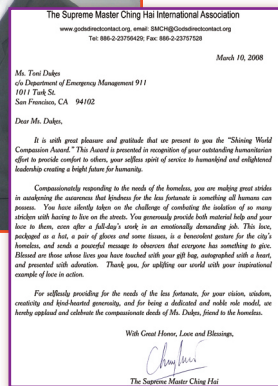 The Supreme Master Ching Hai International Association
www.godsdirectcontact.org, email: SMCH@Godsdirectcontact.org
Tel: 886-2-23756429; Fax: 886-2-23757528
March 10, 2008
Ms. Toni Dukes
c/o Department of Emergency Management 911
1011 Turk St.
San Francisco, CA 94102
Dear Ms. Dukes,
It is with great pleasure and gratitude that we present to you the "Shining World
Compassion Award." This Award is presented in recognition of your outstanding humanitarian
effort to provide comfort to others, your selfless spirit of service to humankind and enlightened
leadership creating a bright future for humanity.
Compassionately responding to the needs of the homeless, you are making great strides
in awakening the awareness that kindness for the less fortunate is something all humans can
possess. You have silently taken on the challenge of combating the isolation of so many
stricken with having to live on the streets. You generously provide both material help and your
love to them, even after a full-day's work in an emotionally demanding job. This love,
packaged as a hat, a pair of gloves and some tissues, is a benevolent gesture for the city's
homeless, and sends a powerful message to observers that everyone has something to give.
Blessed are those whose lives you have touched with your gift bag, autographed with a heart,
and presented with adoration. Thank you, for uplifting our world with your inspirational
example of love in action.
For selflessly providing for the needs of the less fortunate, for your vision, wisdom,
creativity and kind-hearted generosity, and for being a dedicated and noble role model, we
hereby applaud and celebrate the compassionate deeds of Ms. Dukes, friend to the homeless.
With Great Honor, Love and Blessings,
The Supreme Master Ching Hai